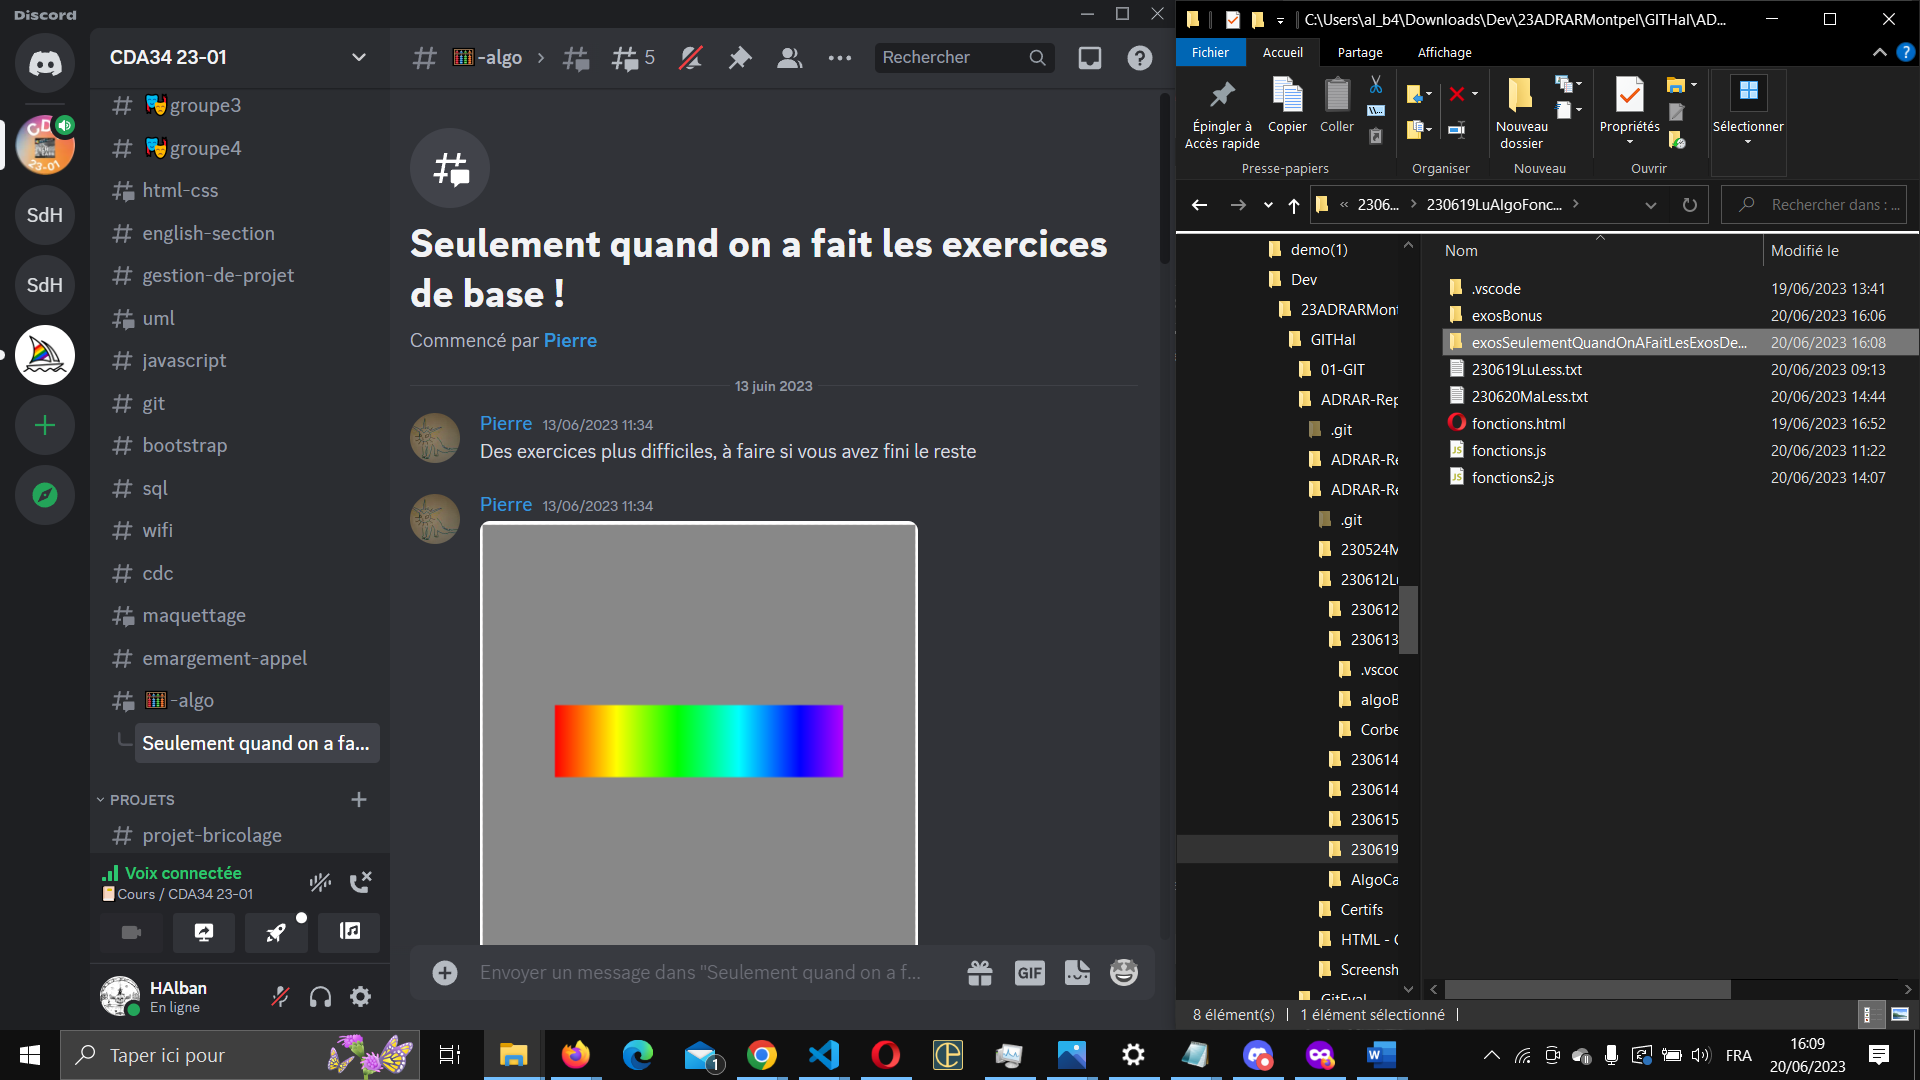 Discord
CDA34 23-01
groupe3
groupe4
html-css
english-section
gestion-de-projet
uml
javascript
git
bootstrap
sql
wifi
cdc
maquettage
emargement-appel
-algo
Seulement quand on a fa...
PROJETS
projet-bricolage
Voix connectée
Cours / CDA34 23-01
HAlban
En ligne
CD
23-01
SdH
SdH
-algo
5
Rechercher
Seulement quand on a fait les exercices
de base !
Commencé par Pierre
13 juin 2023
Pierre 13/06/2023 11:34
Des exercices plus difficiles, à faire si vous avez fini le reste
Pierre 13/06/2023 11:34
Envoyer un message dans "Seulement quand on a f...
GIF
C:\Users\al_b4\Downloads\Dev\23ADRARMontpel\GITHal\AD...
Fichier
Accueil
Partage
Affichage
Épingler à
Accès rapide
Copier
Coller
Nouveau
dossier
Propriétés
Sélectionner
Presse-papiers
Organiser
Nouveau
Ouvrir
« 2306... 230619LuAlgoFonc...
Rechercher dans : ...
demo(1)
Dev
23ADRARMont
GITHal
01-GIT
ADRAR-Rep
.git
ADRAR-Re
ADRAR-Re
.git
230524M
230612Lu
230612
230613
.vscod
algoB
Corbe
230614
230614
230615
230619
AlgoCa
Certifs
HTML - C
Screensh
GitEval
Nom
Modifié le
.vscode 19/06/2023 13:41
exosBonus 20/06/2023 16:06
exosSeulementQuandOnAFaitLesExosDe... 20/06/2023 16:08
230619LuLess.txt 20/06/2023 09:13
230620MaLess.txt 20/06/2023 14:44
fonctions.html 19/06/2023 16:52
fonctions.js 20/06/2023 11:22
fonctions2.js 20/06/2023 14:07
8 élément(s)
1 élément sélectionné
Taper ici pour
1
FRA
16:09
20/06/2023